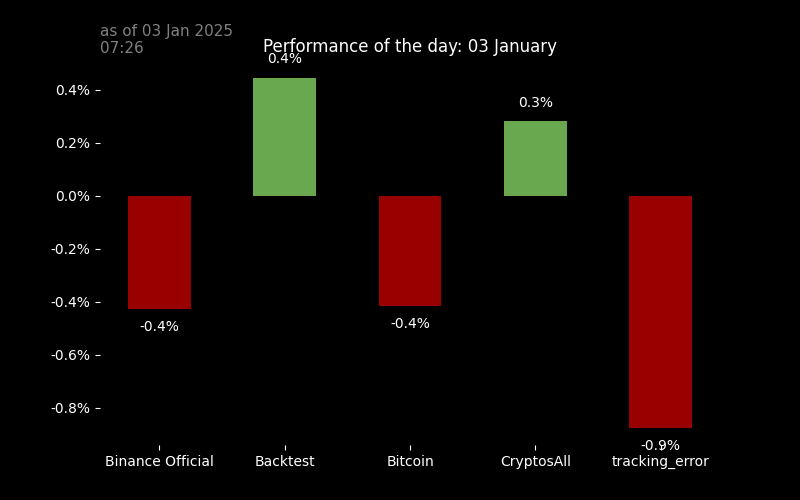 as of 03 Jan 2025
07:26
Performance of the day: 03 January
0.4%
0.3%
0.4%
0.2%
0.0%
-0.2%
-0.4%
-0.6%
-0.8%
-0.4%
-0.4%
-0.9%
Binance Official
Backtest
Bitcoin
CryptosAll
tracking_error